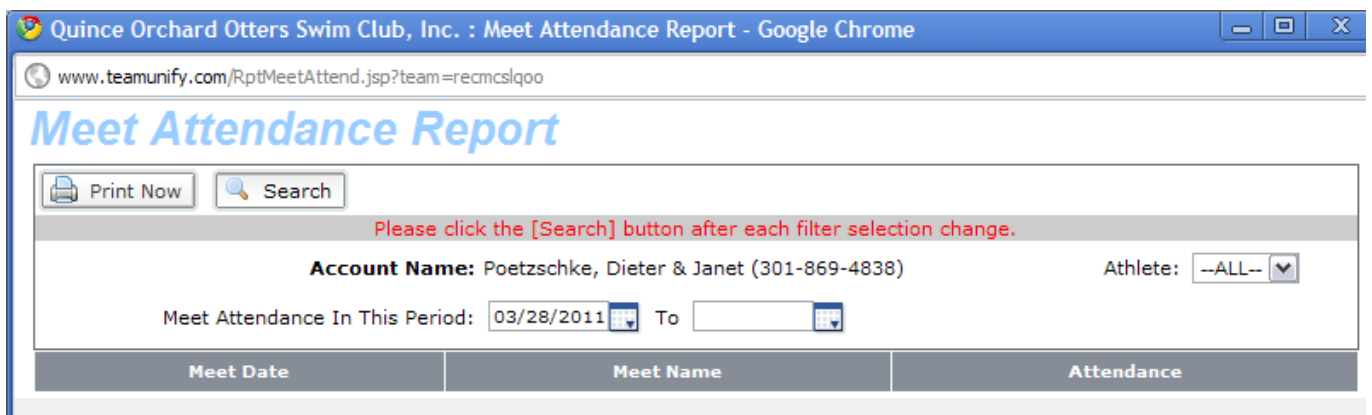 Quince Orchard Otters Swim Club, Inc. : Meet Attendance Report - Google Chrome
www.teamunify.com/RptMeetAttend.jsp?team=recmcslqoo
Meet Attendance Report
Print Now Search
Please click the [Search] button after each filter selection change.
Account Name: Poetzschke, Dieter & Janet (301-869-4838) Athlete: --ALL--
Meet Attendance In This Period: 03/28/2011 To
Meet Date Meet Name Attendance